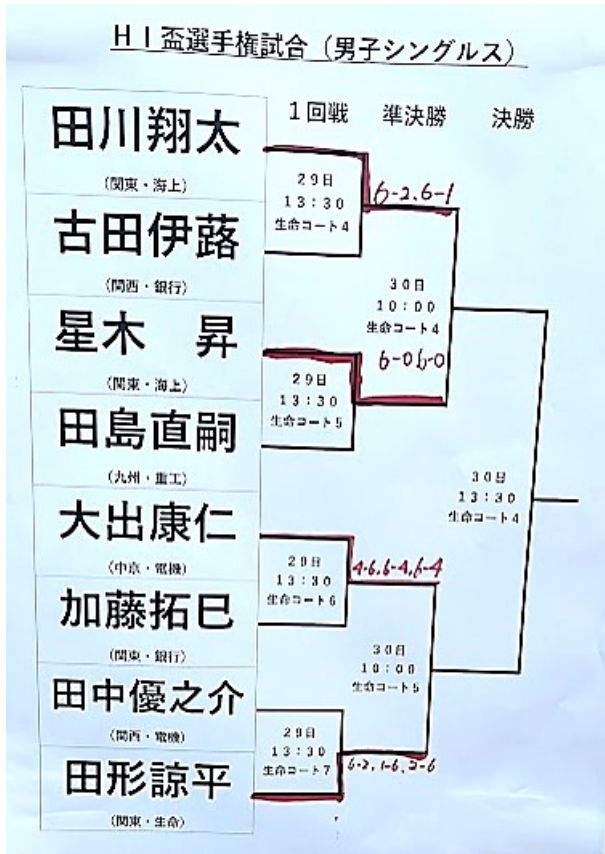 HI盃選手権試合（男子シングルス）
1回戦 準決勝 決勝
田川翔太
（関東・海上）
古田伊蕗
（関西・銀行）
星木 昇
（関東・海上）
田島直嗣
（九州・重工）
大出康仁
（中京・電機）
加藤拓巳
（関東・銀行）
田中優之介
（関西・電機）
田形諒平
（関東・生命）
29日
13：30
生命コート4
29日
13：30
生命コート5
29日
13：30
生命コート6
29日
13：30
生命コート7
6-2,6-1
30日
10：00
生命コート4
6-0 6-0
4-6,6-4,6-4
30日
10：00
生命コート5
6-2,1-6,2-6
30日
13：30
生命コート4